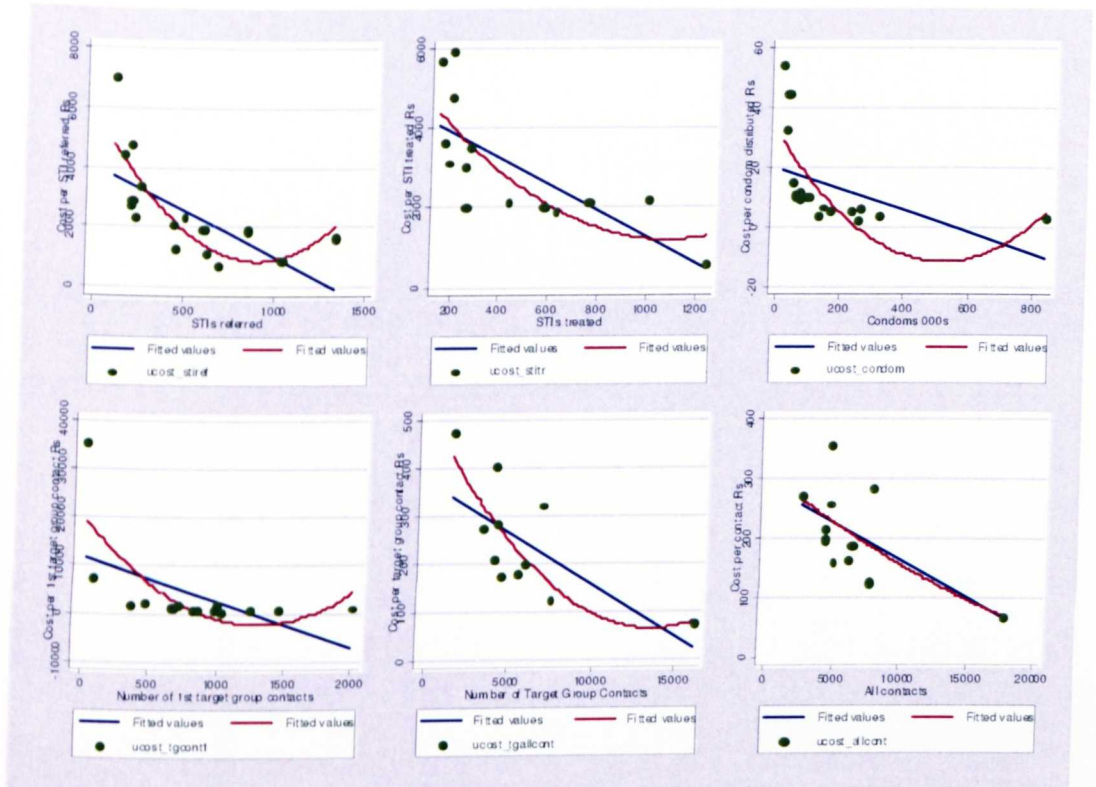 Cost per STI referred Rs
8000
6000
4000
2000
0
0 500 1000 1500
STIs referred
Fitted values Fitted values
ucost_stiref
Cost per STI treated Rs
6000
4000
2000
0
200 400 600 800 1000 1200
STIs treated
Fitted values Fitted values
ucost_stitr
Cost per condom distributed Rs
60
40
20
0
-20
0 200 400 600 800
Condoms 000s
Fitted values Fitted values
ucost_condom
Cost per 1st target group contact Rs
40000
30000
20000
10000
0
-10000
0 500 1000 1500 2000
Number of 1st target group contacts
Fitted values Fitted values
ucost_tgcont1
Cost per target group contact Rs
500
400
300
200
100
0
0 5000 10000 15000
Number of Target Group Contacts
Fitted values Fitted values
ucost_tgallcont
Cost per contact Rs
400
300
200
100
0
0 5000 10000 15000 20000
All contacts
Fitted values Fitted values
ucost_allcont